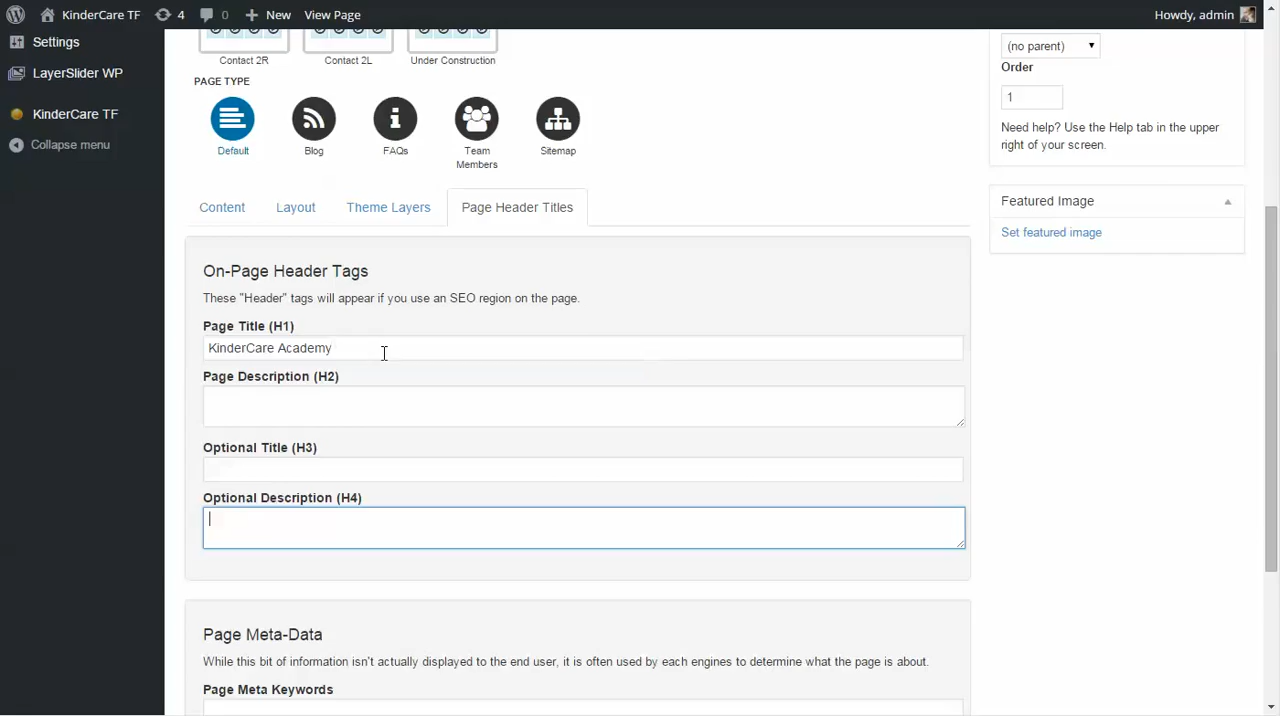 KinderCare TF 4 0 New View Page Howdy, admin
Settings
LayerSlider WP
KinderCare TF
Collapse menu
Contact 2R Contact 2L Under Construction
PAGE TYPE
Default Blog FAQs Team Members Sitemap
Content Layout Theme Layers Page Header Titles
On-Page Header Tags
These "Header" tags will appear if you use an SEO region on the page.
Page Title (H1)
KinderCare Academy
Page Description (H2)
Optional Title (H3)
Optional Description (H4)
Page Meta-Data
While this bit of information isn't actually displayed to the end user, it is often used by each engines to determine what the page is about.
Page Meta Keywords
(no parent)
Order
1
Need help? Use the Help tab in the upper
right of your screen.
Featured Image
Set featured image